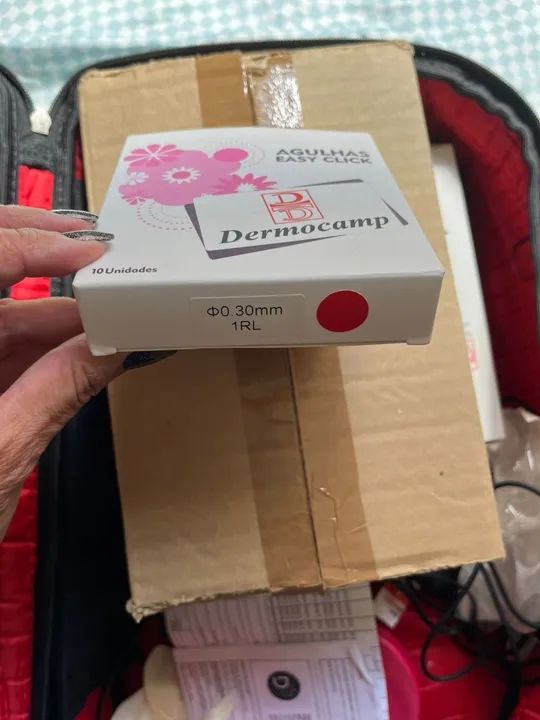 AGULHAS
EASY CLICK
Dermocamp
10 Unidades
Φ0.30mm
1RL